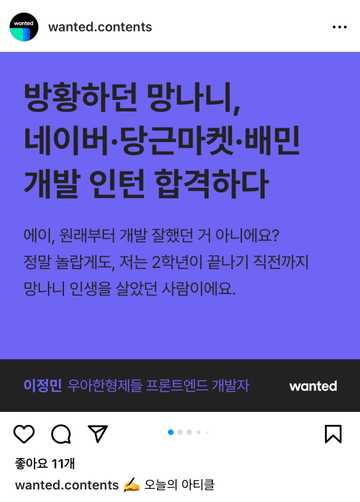 wanted
wanted.contents
방황하던 망나니,
네이버·당근마켓·배민
개발 인턴 합격하다
에이, 원래부터 개발 잘했던 거 아니에요?
정말 놀랍게도, 저는 2학년이 끝나기 직전까지
망나니 인생을 살았던 사람이에요.
이정민 우아한형제들 프론트엔드 개발자
wanted
좋아요 11개
wanted.contents ✍️ 오늘의 아티클